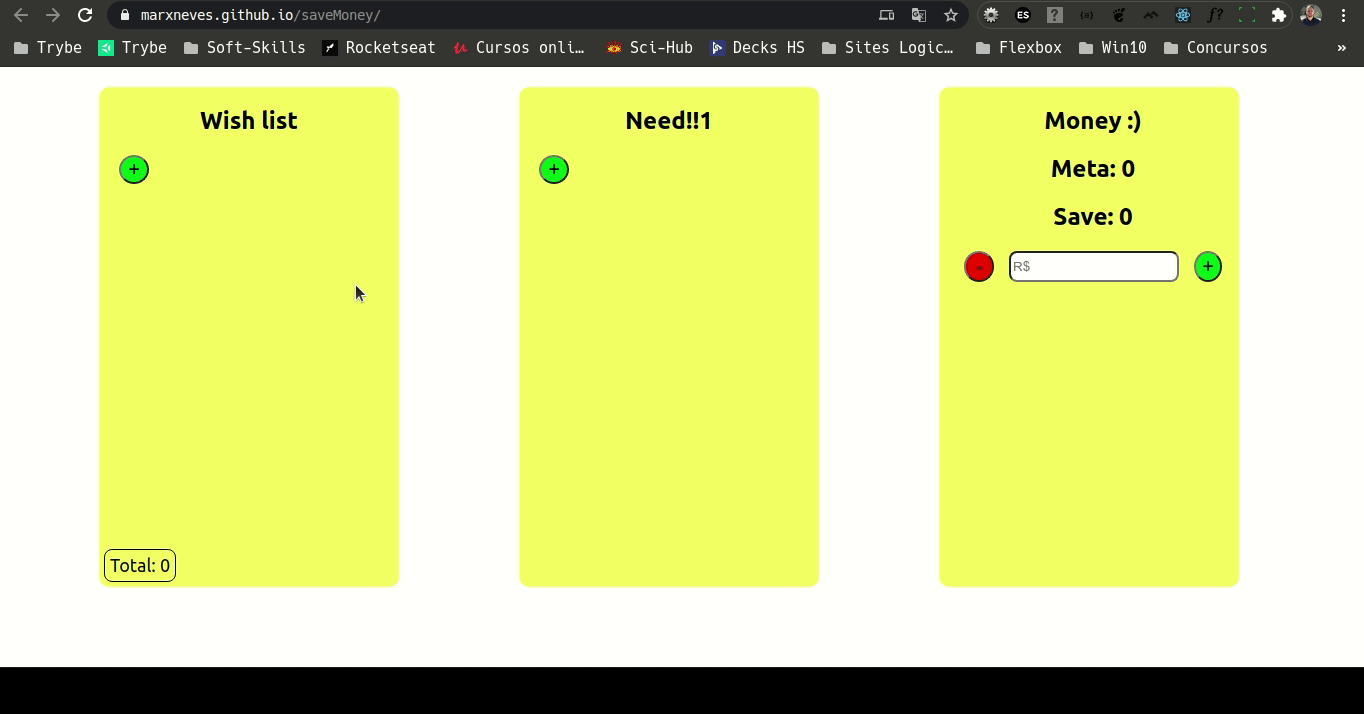 marxneves.github.io/saveMoney/
ES ? {≡} f?
Trybe Trybe Soft-Skills Rocketseat Cursos onli… Sci-Hub Decks HS Sites Logic… Flexbox Win10 Concursos »
Wish list
+
Total: 0
Need!!1
+
Money :)
Meta: 0
Save: 0
- R$ +